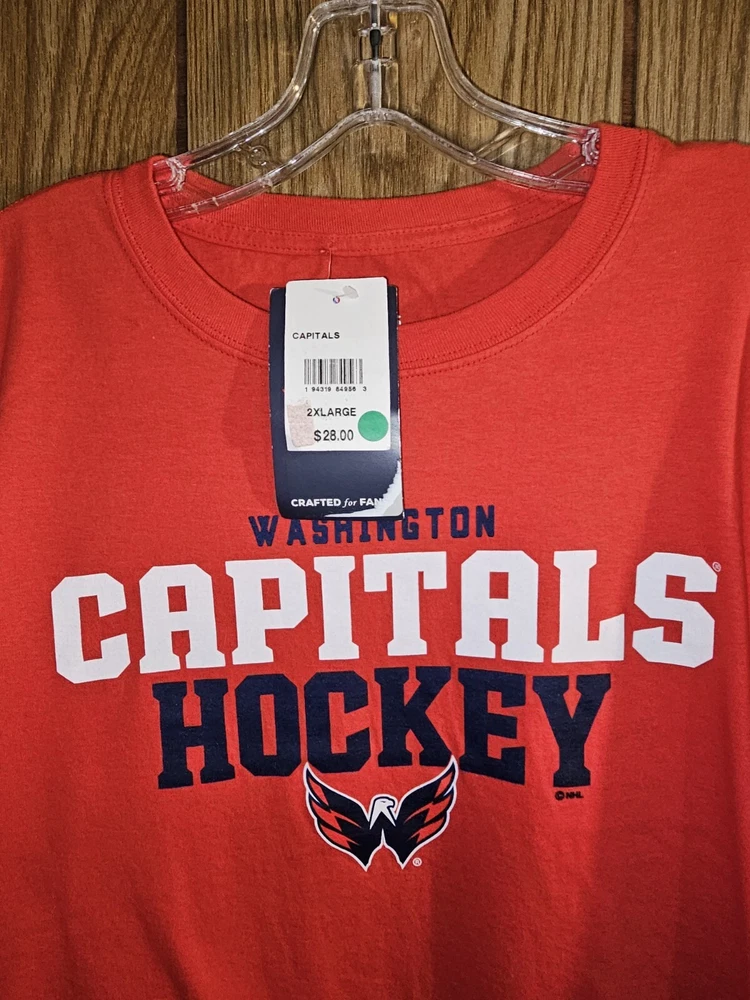 CAPITALS
1 94319 84956 3
2XLARGE
$28.00
CRAFTED for FAN
WASHINGTON
CAPITALS®
HOCKEY
©NHL
®